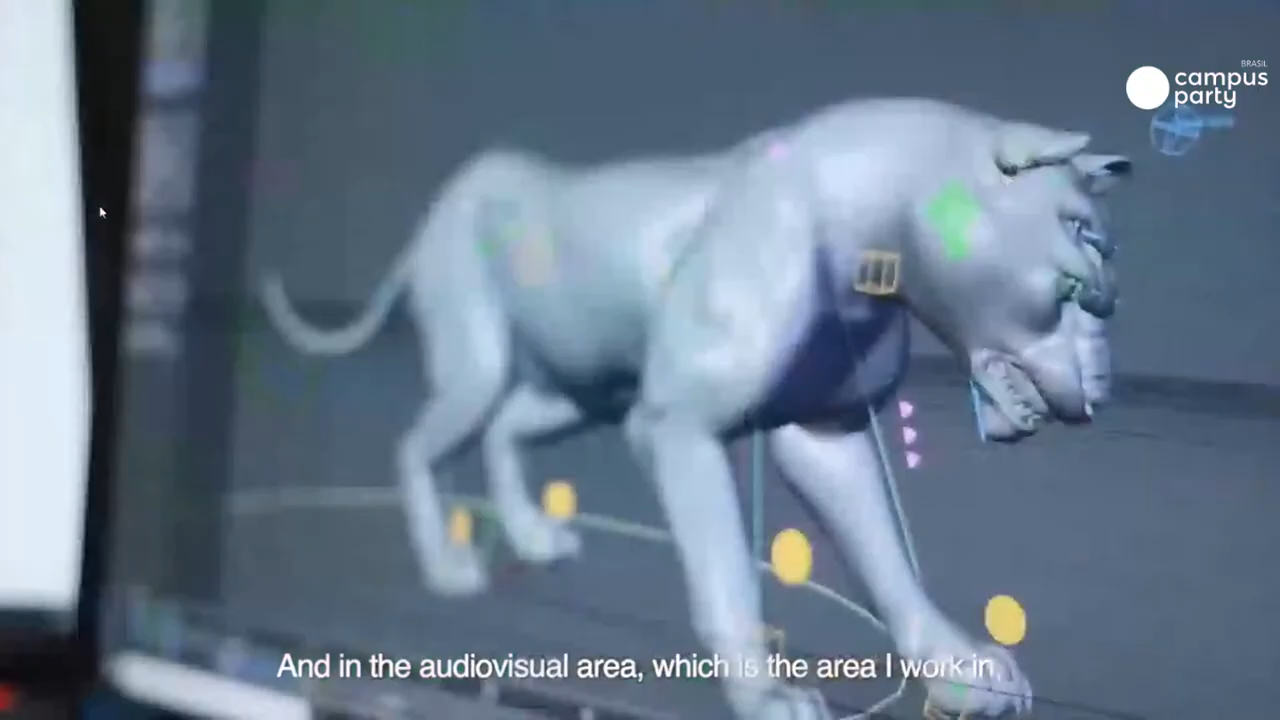 BRASIL
campus
party
And in the audiovisual area, which is the area I work in,